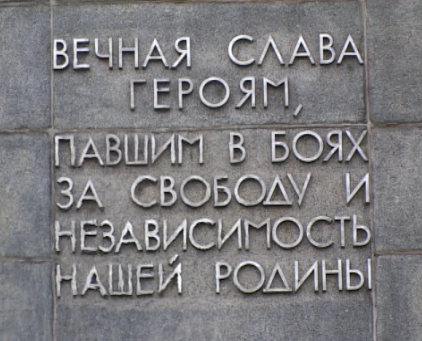 ВЕЧНАЯ СЛАВА
ГЕРОЯМ,
ПАВШИМ В БОЯХ
ЗА СВОБОДУ И
НЕЗАВИСИМОСТЬ
НАШЕЙ РОДИНЫ